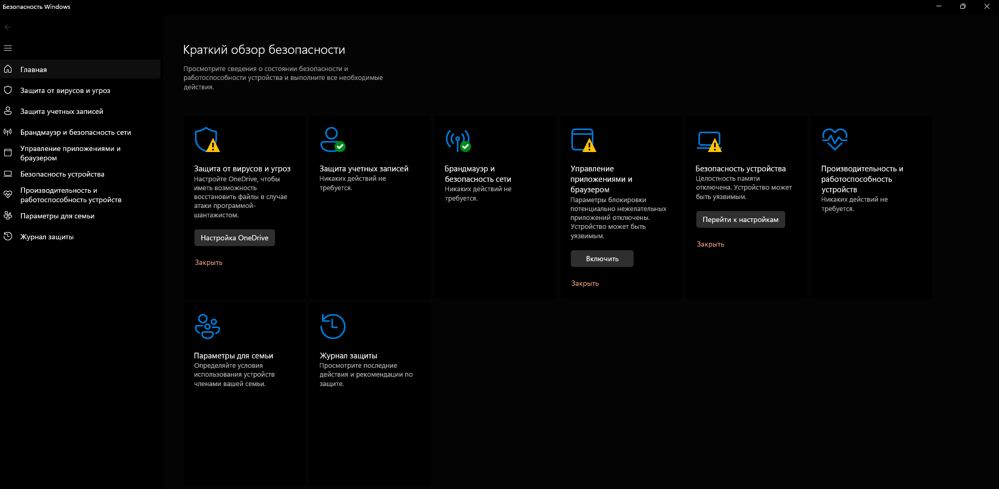 Безопасность Windows
Главная
Защита от вирусов и угроз
Защита учетных записей
Брандмауэр и безопасность сети
Управление приложениями и
браузером
Безопасность устройства
Производительность и
работоспособность устройств
Параметры для семьи
Журнал защиты
Краткий обзор безопасности
Просмотрите сведения о состоянии безопасности и
работоспособности устройства и выполните все необходимые
действия.
Защита от вирусов и угроз
Настройте OneDrive, чтобы
иметь возможность
восстановить файлы в случае
атаки программой-
шантажистом.
Настройка OneDrive
Закрыть
Защита учетных записей
Никаких действий не
требуется.
Брандмауэр и
безопасность сети
Никаких действий не
требуется.
Управление
приложениями и
браузером
Параметры блокировки
потенциально нежелательных
приложений отключены.
Устройство может быть
уязвимым.
Включить
Закрыть
Безопасность устройства
Целостность памяти
отключена. Устройство может
быть уязвимым.
Перейти к настройкам
Закрыть
Производительность и
работоспособность
устройств
Никаких действий не
требуется.
Параметры для семьи
Определяйте условия
использования устройств
членами вашей семьи.
Журнал защиты
Просмотрите последние
действия и рекомендации по
защите.